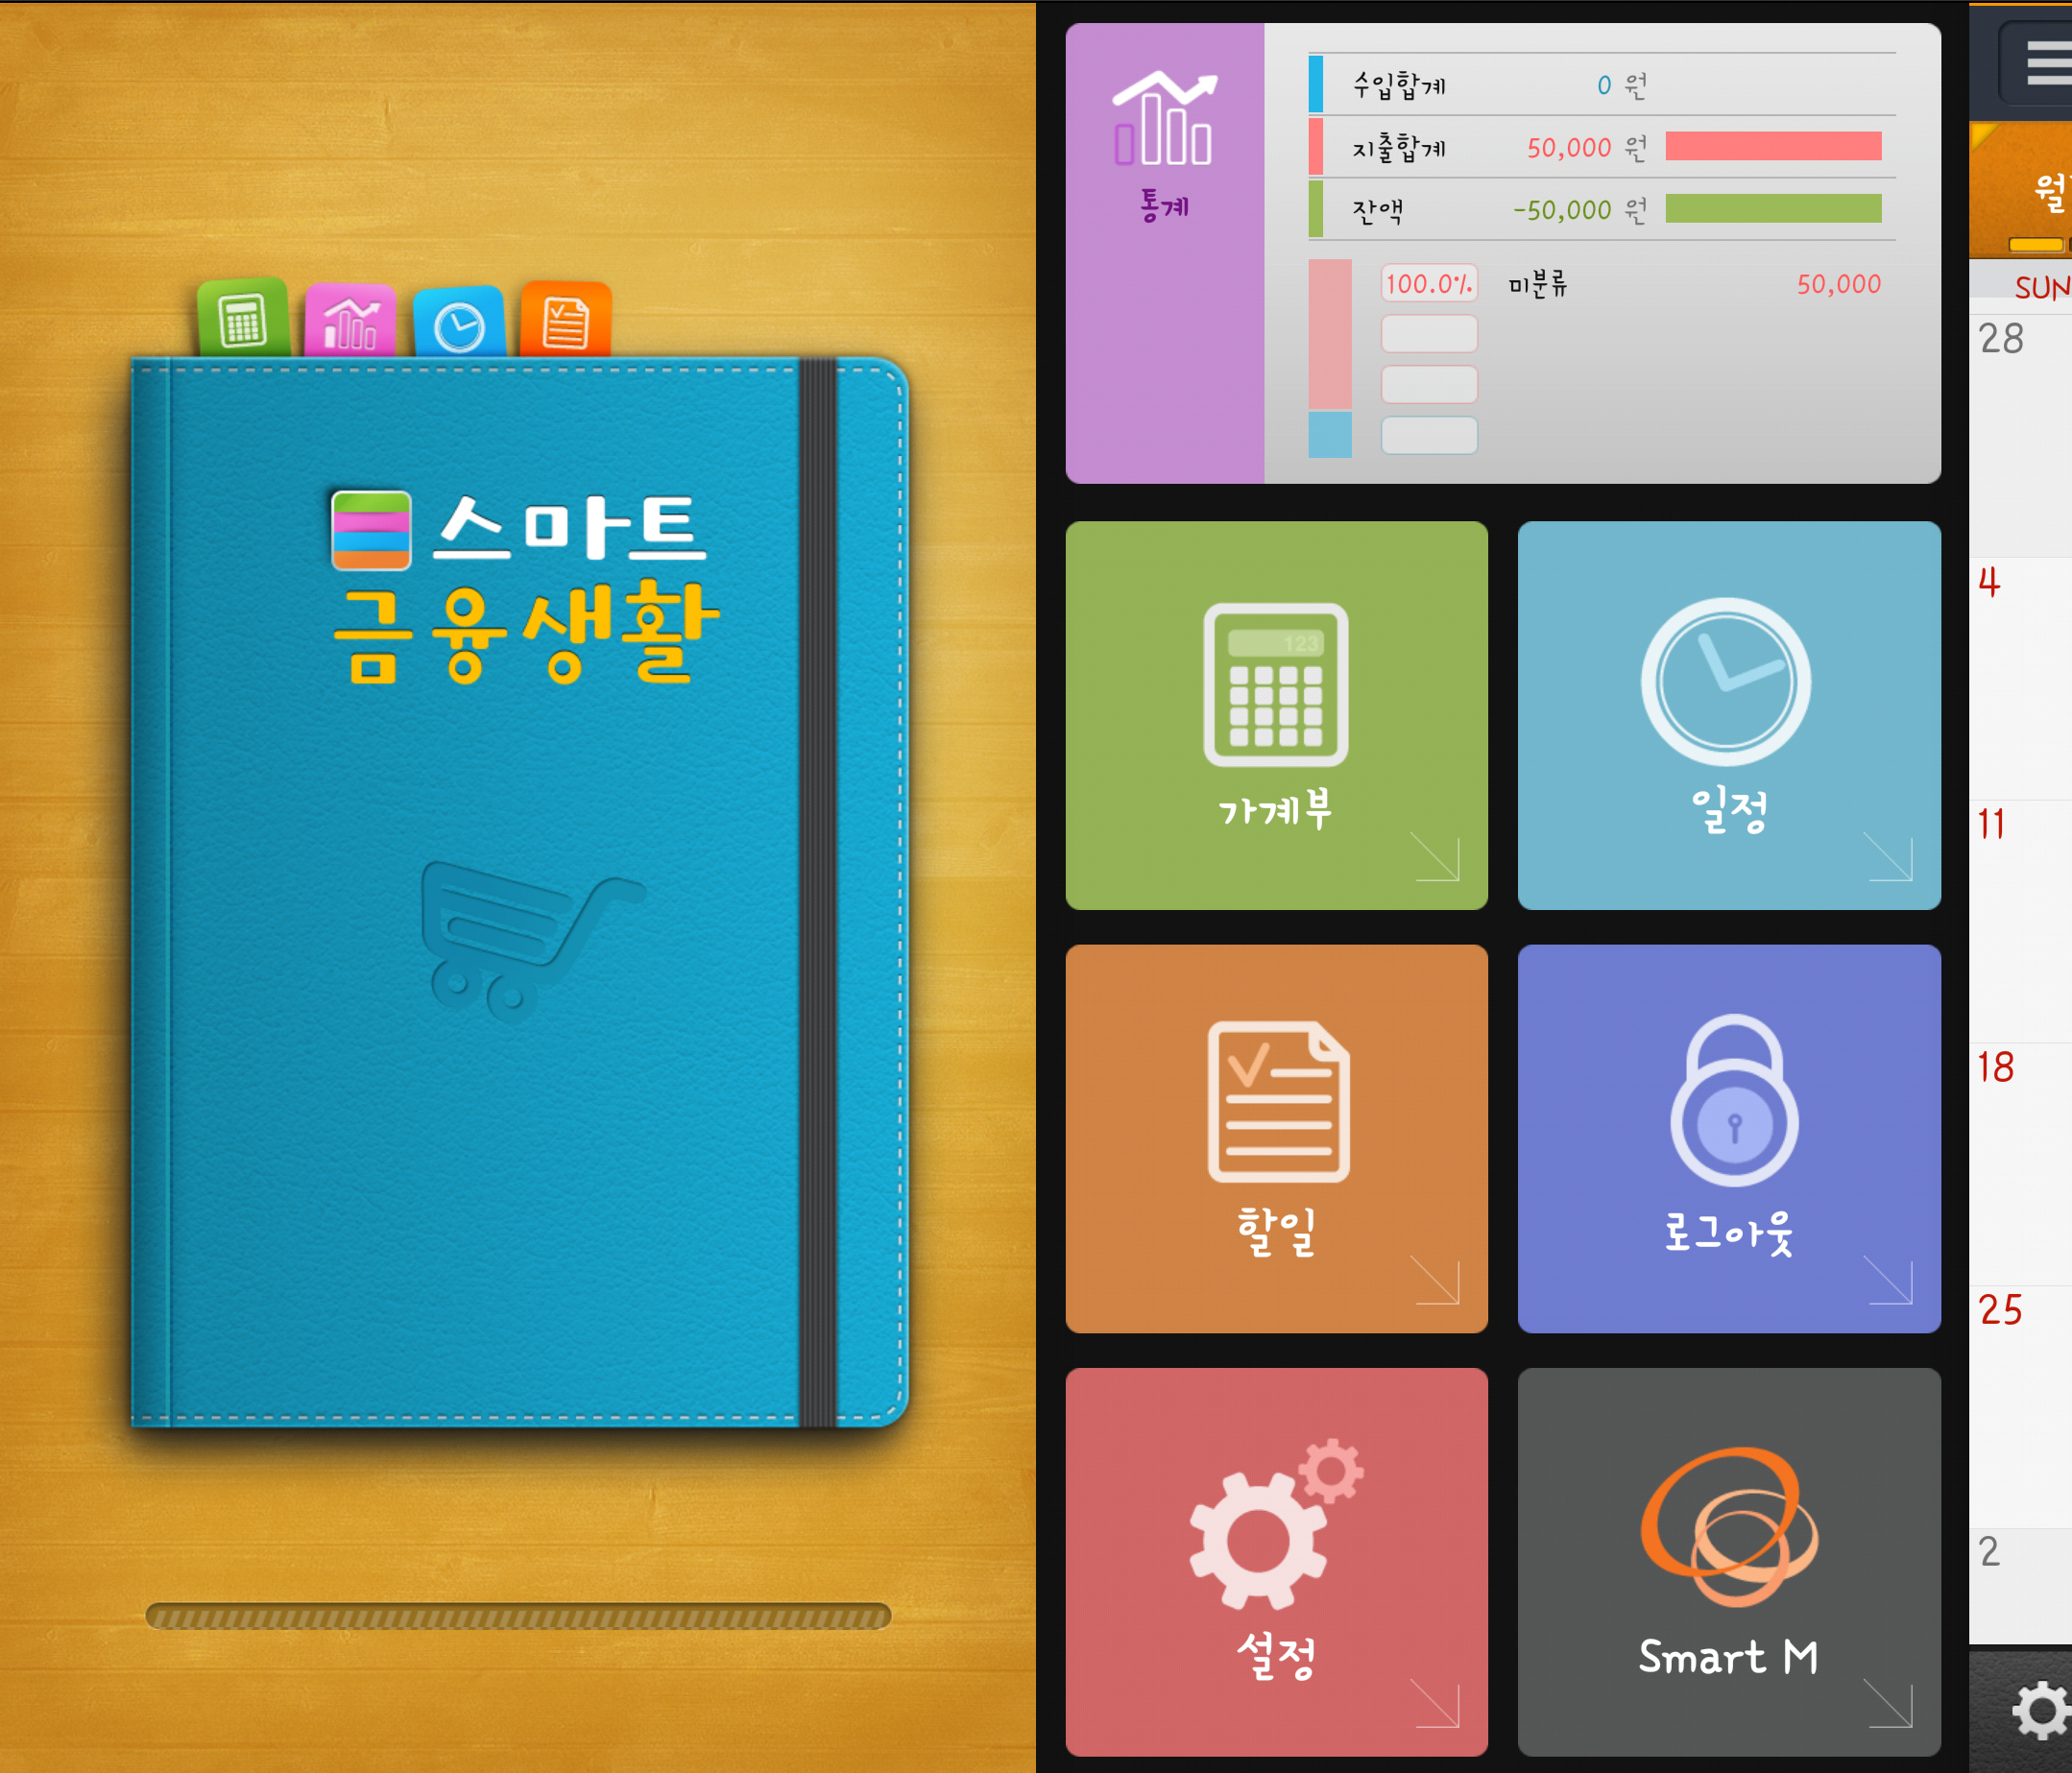 스마트
금융생활
통계
수입합계 0 원
지출합계 50,000 원
잔액 -50,000 원
100.0% 미분류 50,000
123
가계부
일정
할일
로그아웃
설정
Smart M
월
SUN
28
4
11
18
25
2